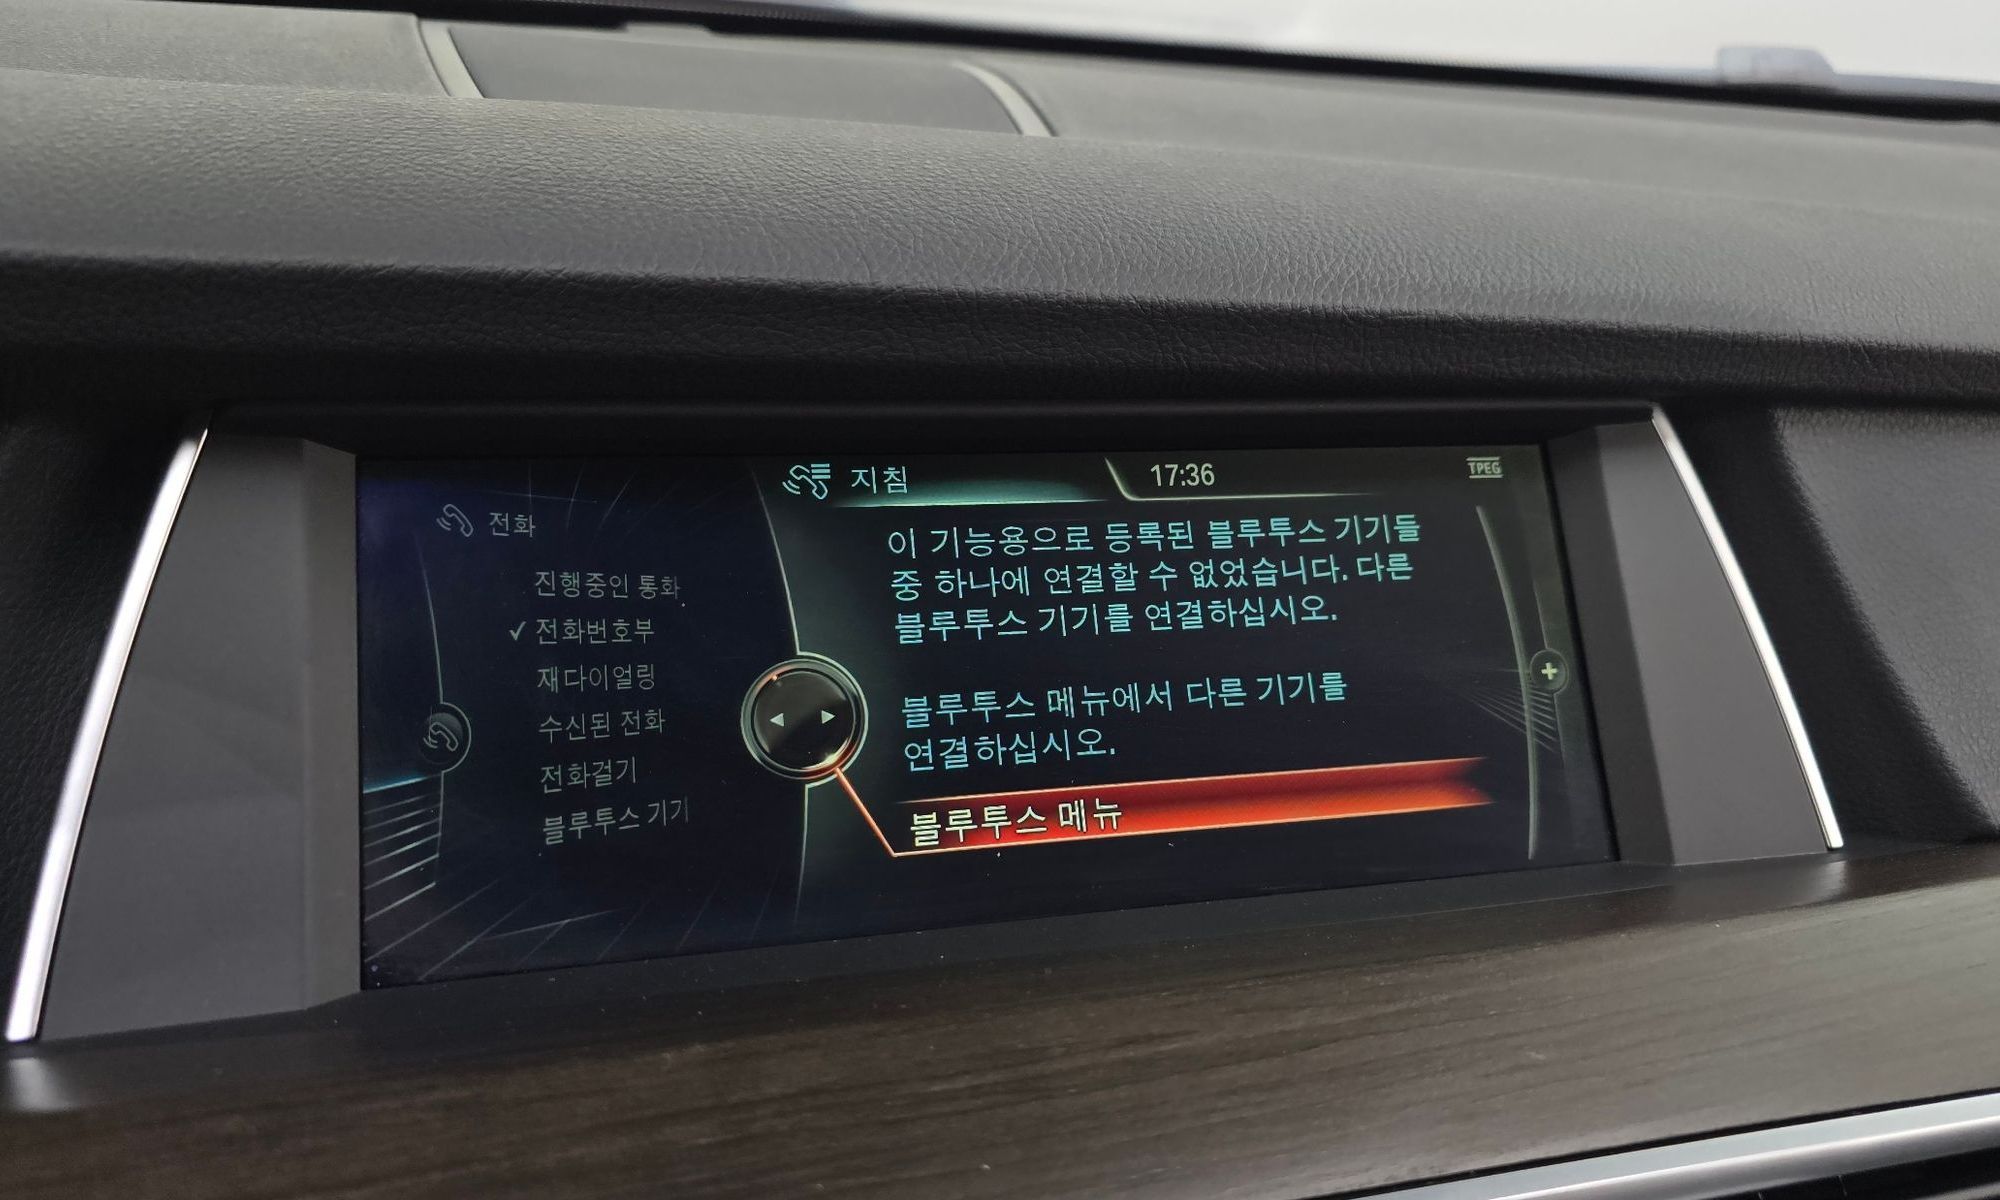 지침
17:36
TPEG
전화
진행중인 통화
✓ 전화번호부
재다이얼링
수신된 전화
전화걸기
블루투스 기기
이 기능용으로 등록된 블루투스 기기들
중 하나에 연결할 수 없었습니다. 다른
블루투스 기기를 연결하십시오.
블루투스 메뉴에서 다른 기기를
연결하십시오.
블루투스 메뉴